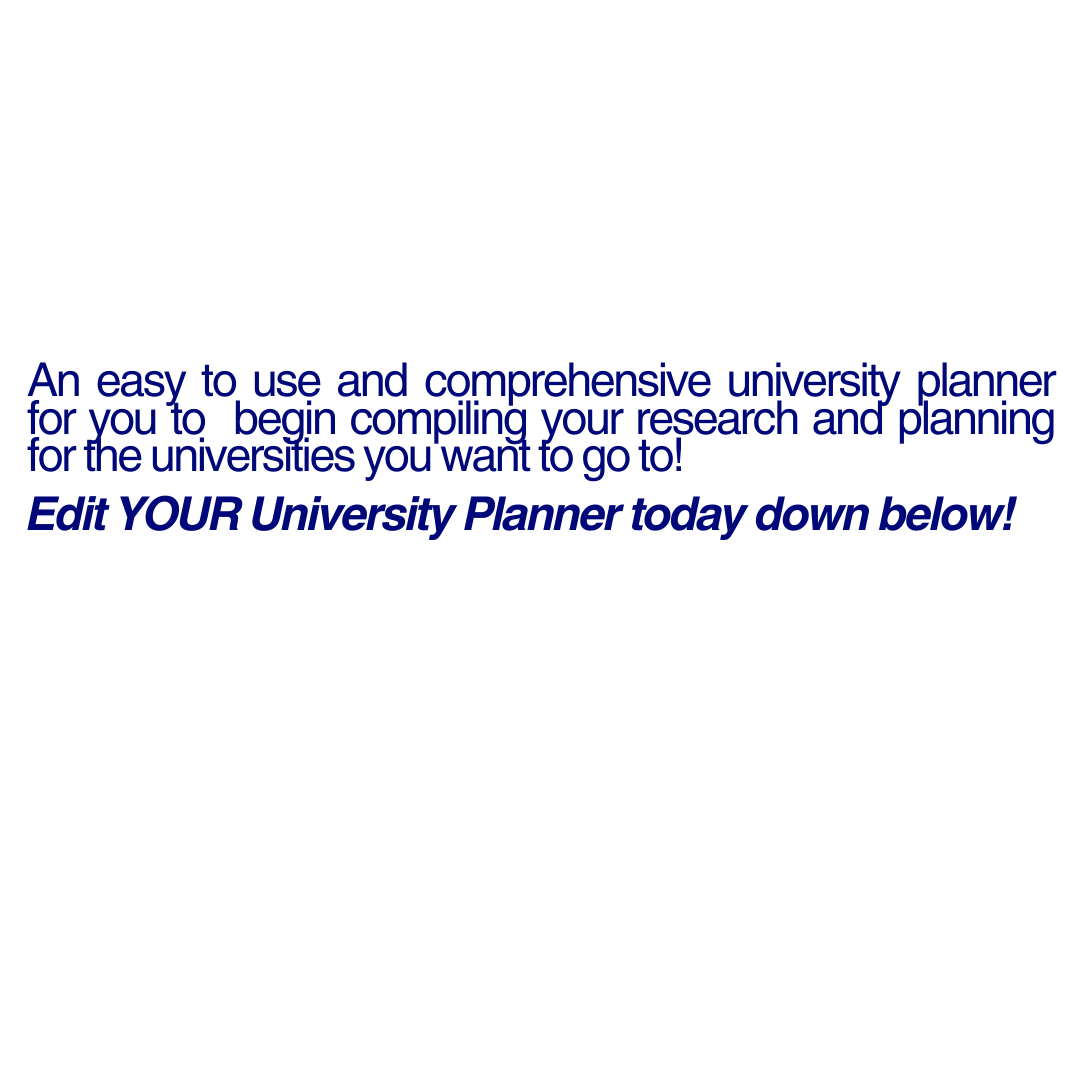 An easy to use and comprehensive university planner
for you to  begin compiling your research and planning
for the universities you want to go to!
Edit YOUR University Planner today down below!